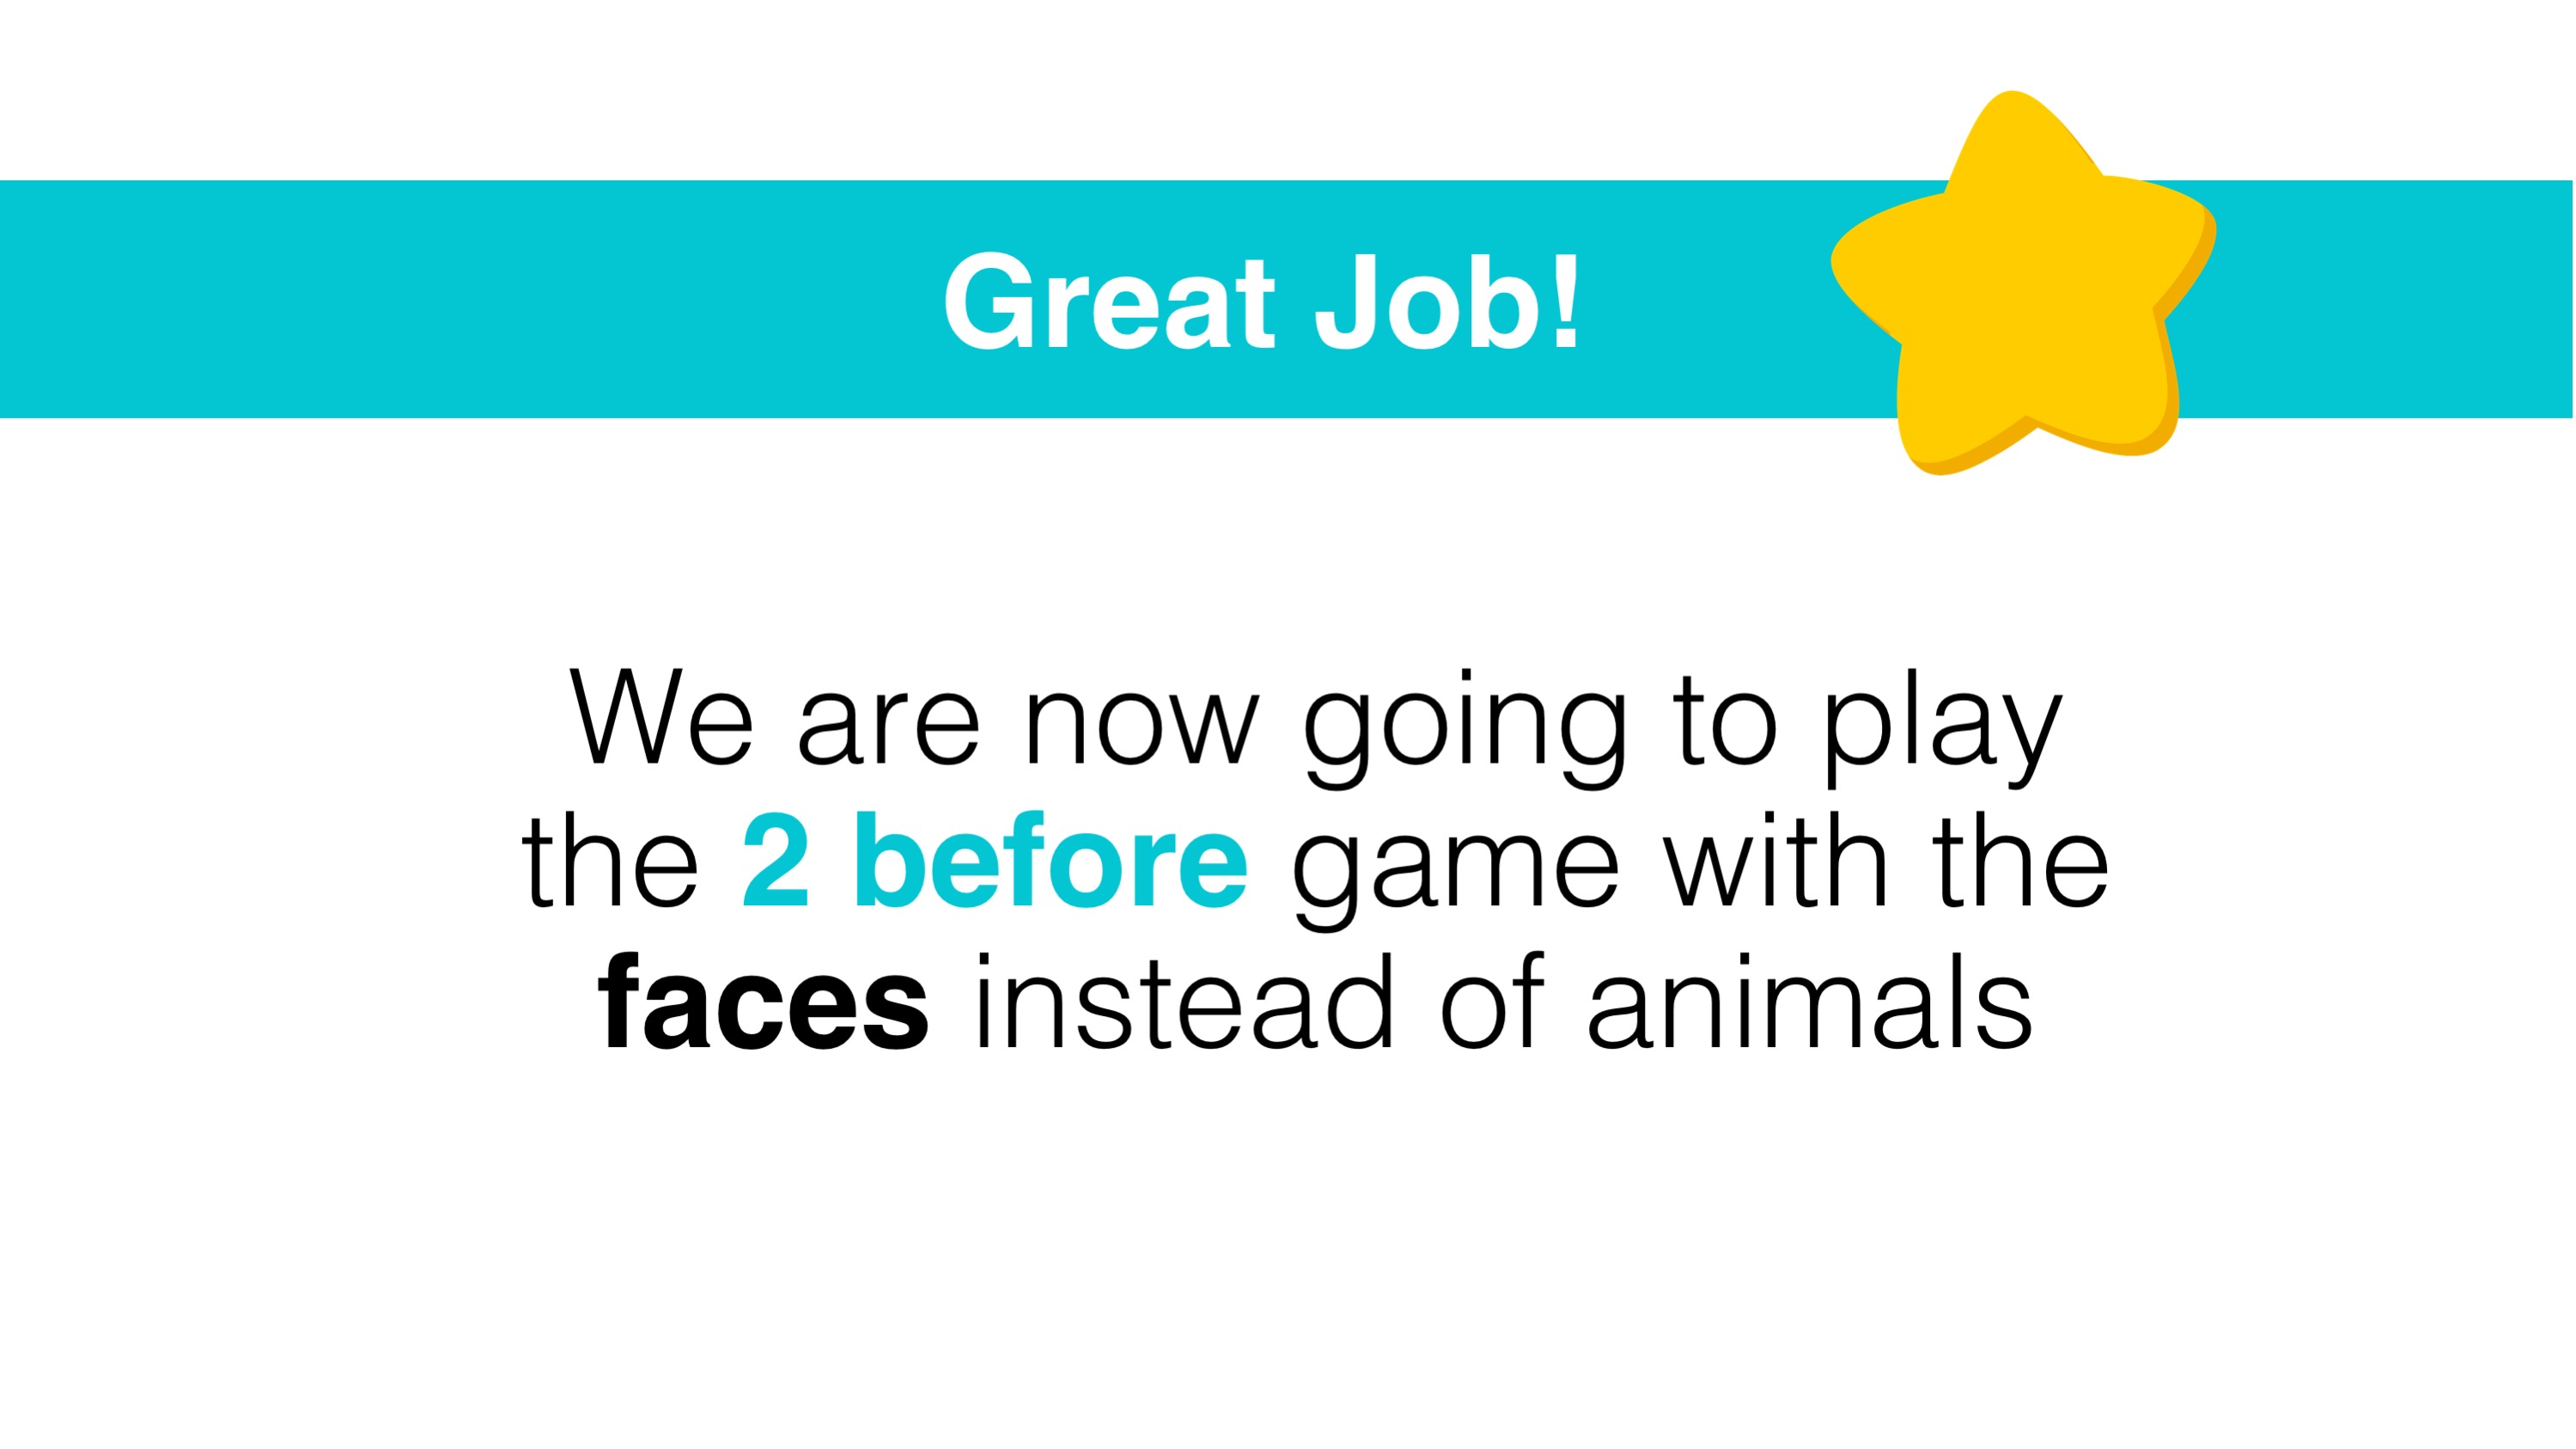 Great Job!
We are now going to play
the 2 before game with the
faces instead of animals